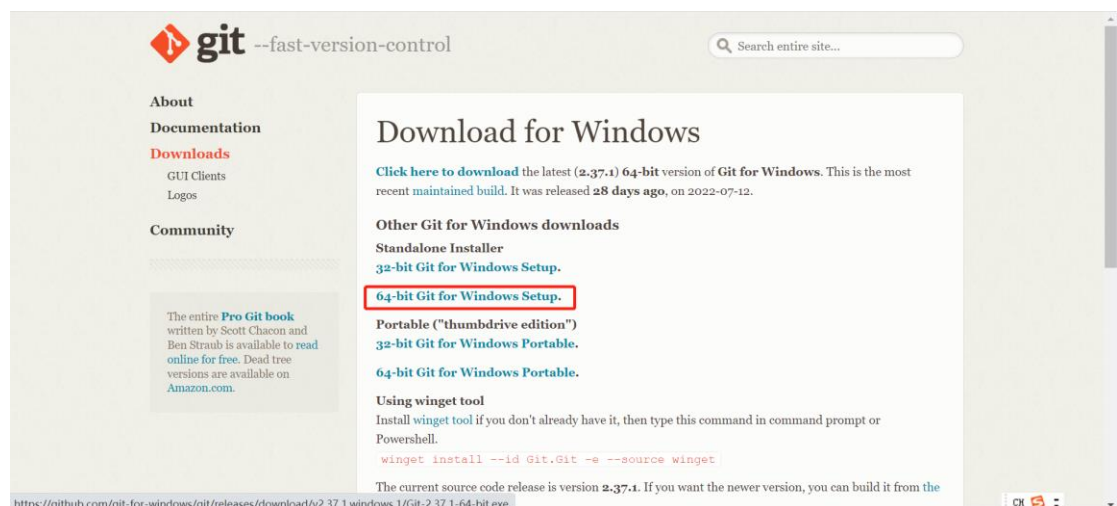 git --fast-version-control
Search entire site...
About
Documentation
Downloads
GUI Clients
Logos
Community
The entire Pro Git book
written by Scott Chacon and
Ben Straub is available to read
online for free. Dead tree
versions are available on
Amazon.com.
Download for Windows
Click here to download the latest (2.37.1) 64-bit version of Git for Windows. This is the most
recent maintained build. It was released 28 days ago, on 2022-07-12.
Other Git for Windows downloads
Standalone Installer
32-bit Git for Windows Setup.
64-bit Git for Windows Setup.
Portable ("thumbdrive edition")
32-bit Git for Windows Portable.
64-bit Git for Windows Portable.
Using winget tool
Install winget tool if you don't already have it, then type this command in command prompt or
Powershell.
winget install --id Git.Git -e --source winget
The current source code release is version 2.37.1. If you want the newer version, you can build it from the
https://github.com/git-for-windows/git/releases/download/v2.37.1.windows.1/Git-2.37.1-64-bit.exe
CH